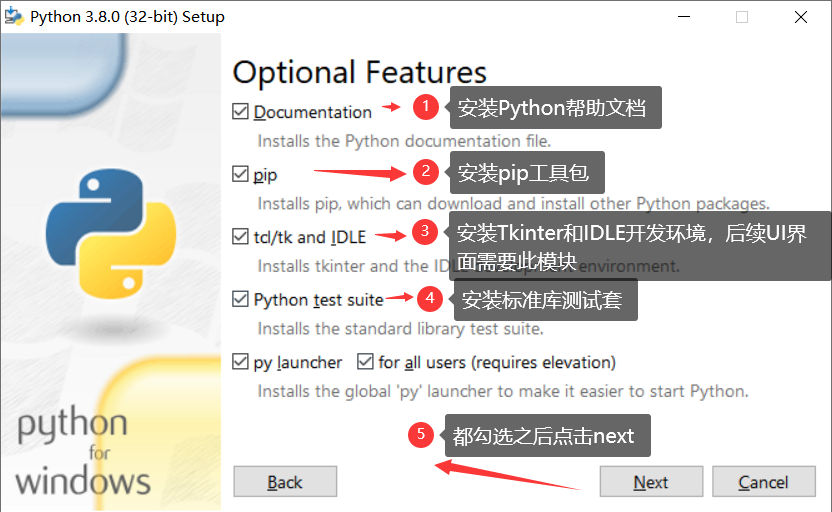 Python 3.8.0 (32-bit) Setup
Optional Features
Documentation 1 安装Python帮助文档
Installs the Python documentation file.
pip 2 安装pip工具包
Installs pip, which can download and install other Python packages.
tcl/tk and IDLE 3 安装Tkinter和IDLE开发环境，后续UI界
面需要此模块
Installs tkinter and the IDLE environment.
Python test suite 4 安装标准库测试套
Installs the standard library test suite.
py launcher for all users (requires elevation)
Installs the global 'py' launcher to make it easier to start Python.
5 都勾选之后点击next
python
for
windows
Back Next Cancel